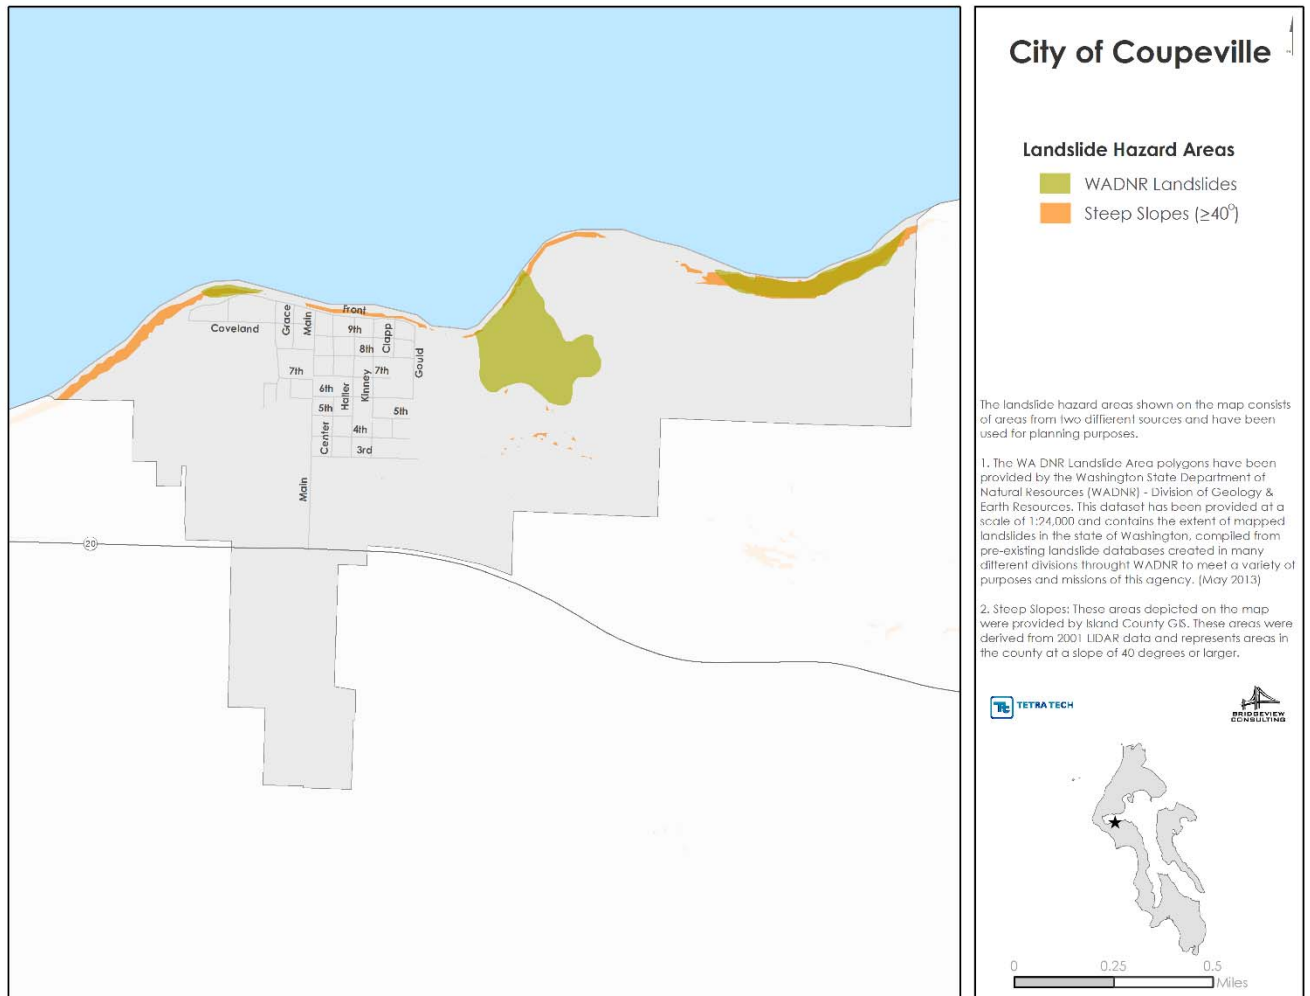 City of Coupeville
Landslide Hazard Areas
WADNR Landslides
Steep Slopes (≥40°)
Coveland
Grace
Main
Front
9th
8th
Clapp
Gould
7th
7th
6th
Haller
Kinney
5th
5th
Center
4th
3rd
Main
20
The landslide hazard areas shown on the map consists
of areas from two diflierent sources and have been
used for planning purposes.
1. The WA DNR Landslide Area polygons have been
provided by the Washington State Department of
Natural Resources (WADNR) - Division of Geology &
Earth Resources. This dataset has been provided at a
scale of 1:24,000 and contains the extent of mapped
landslides in the state of Washington, compiled from
pre-existing landslide databases created in many
different divisions throught WADNR to meet a variety of
purposes and missions of this agency. (May 2013)
2. Steep Slopes: These areas depicted on the map
were provided by Island County GIS. These areas were
derived from 2001 LIDAR data and represents areas in
the county at a slope of 40 degrees or larger.
Tt TETRA TECH
BRIDGEVIEW
CONSULTING
0 0.25 0.5
Miles